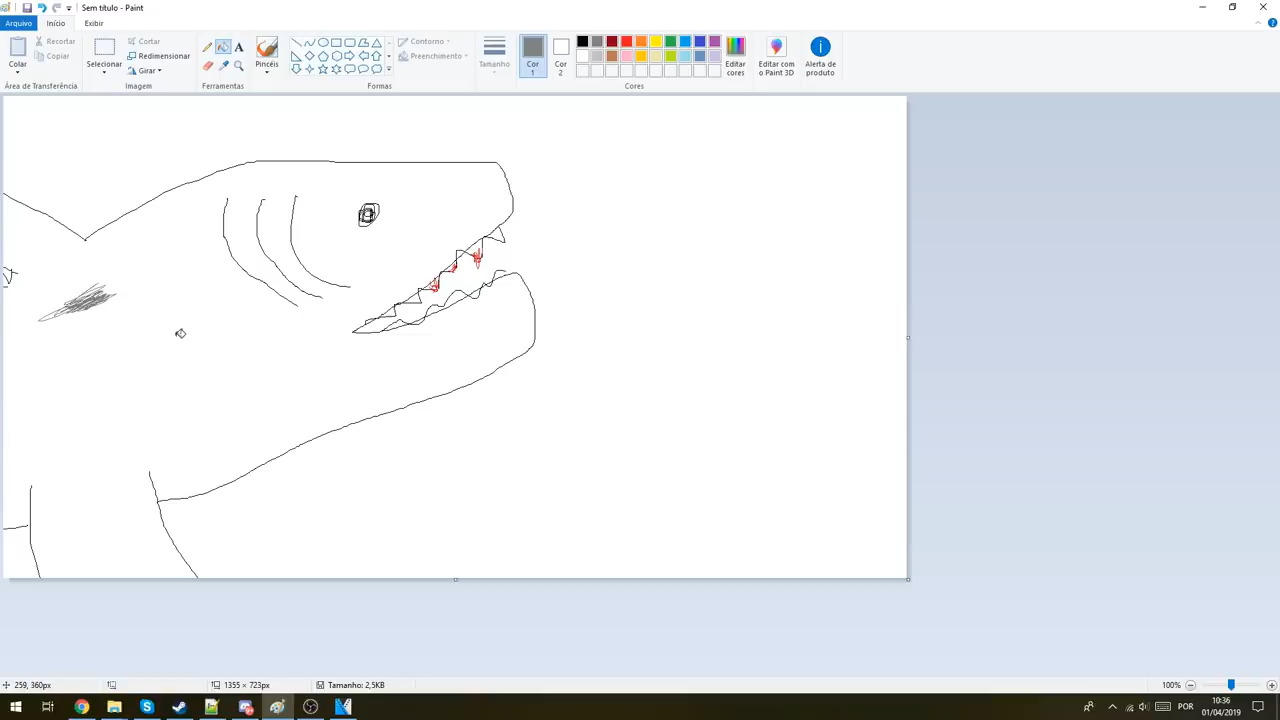 Sem título - Paint
Arquivo Início Exibir
Colar
Recortar
Copiar
Área de Transferência
Selecionar
Cortar
Redimensionar
Girar
Imagem
A
Ferramentas
Pincéis
Contorno
Preenchimento
Formas
Tamanho
Cor 1
Cor 2
Editar cores
Cores
Editar com o Paint 3D
Alerta de produto
259, 360px
1355 × 723px
Tamanho: 2,5KB
100%
POR
10:36
01/04/2019